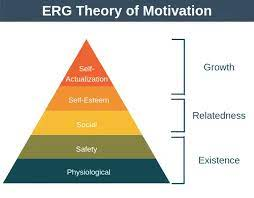 ERG Theory of Motivation
Self-
Actualization
Self-Esteem
Social
Safety
Physiological
Growth
Relatedness
Existence